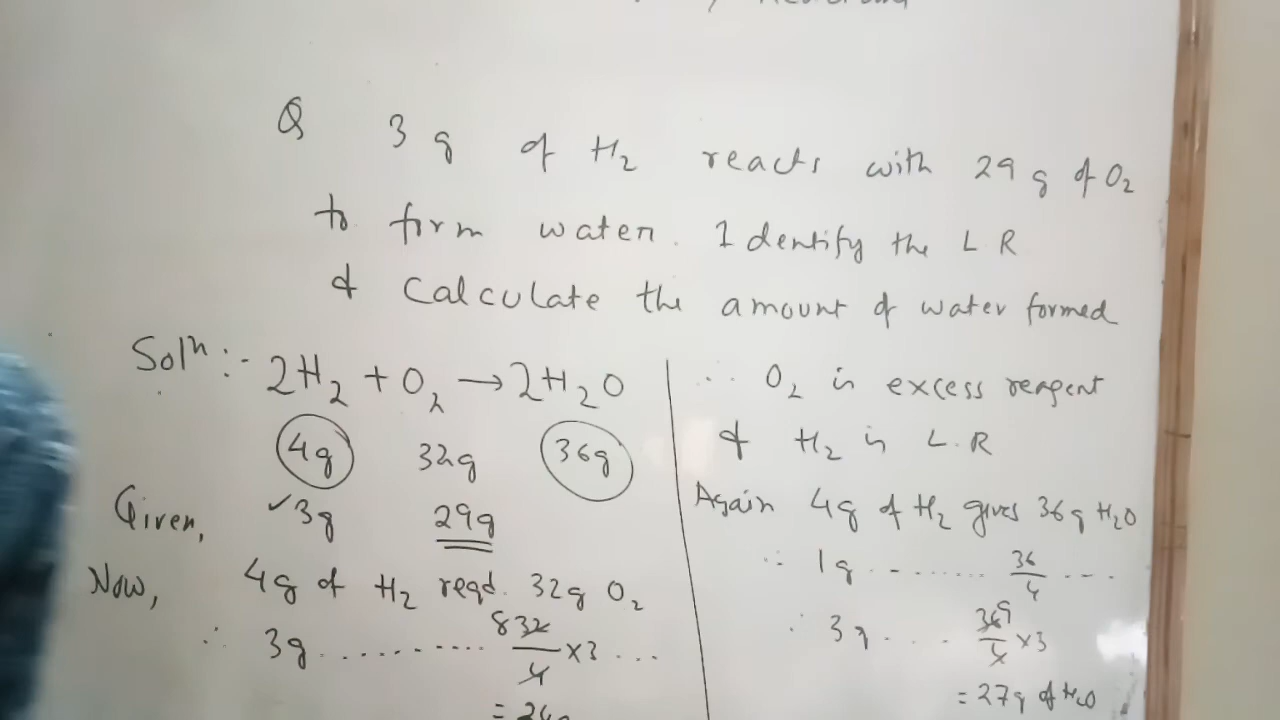 Q 3 g of H2 reacts with 29 g of O2
to form water. Identify the L R
& Calculate the amount of water formed
Solⁿ :- 2H2 + O2 → 2H2O
4g 32g 36g
Given, ✓3g 29g
Now, 4g of H2 reqd. 32g O2
∴ 3g .......... 8 32/4 ×3 ...
= 24g
∴ O2 is excess reagent
& H2 is L.R
Again 4g of H2 gives 36g H2O
∴ 1g ......... 36/4 ....
∴ 3g .... 36 9/4 ×3
= 27g of H2O